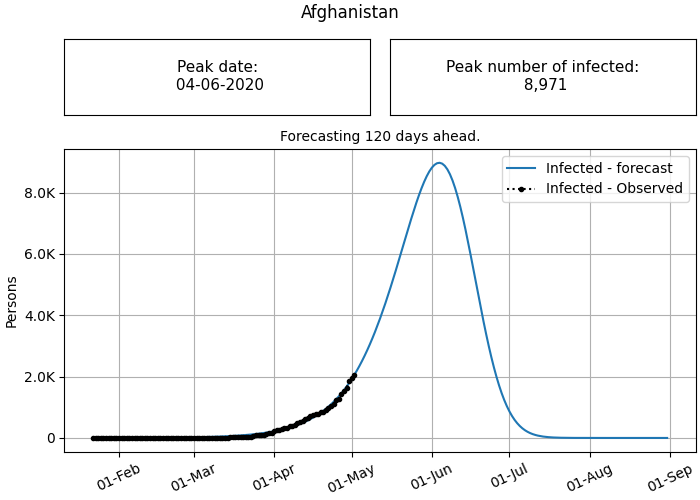 Afghanistan
Peak date:
04-06-2020
Peak number of infected:
8,971
Forecasting 120 days ahead.
Infected - forecast
Infected - Observed
8.0K
6.0K
4.0K
2.0K
0
Persons
01-Feb
01-Mar
01-Apr
01-May
01-Jun
01-Jul
01-Aug
01-Sep